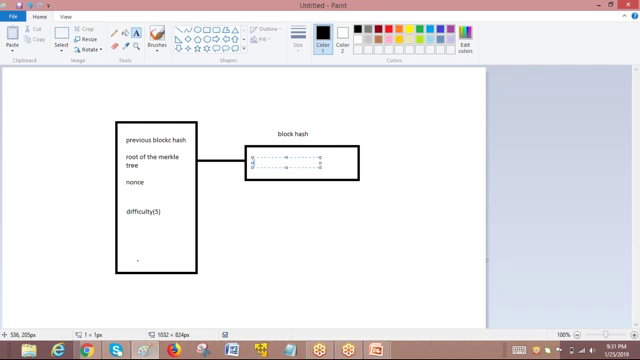 Untitled - Paint
File
Home
View
Paste
Cut
Copy
Clipboard
Select
Crop
Resize
Rotate
Image
Tools
Brushes
Shapes
Outline
Fill
Size
Color
1
Color
2
Edit
colors
Colors
block hash
previous blockc hash
root of the merkle
tree
nonce
difficulty(5)
536, 205px
1 × 1px
1032 × 824px
100%
9:31 PM
1/25/2019